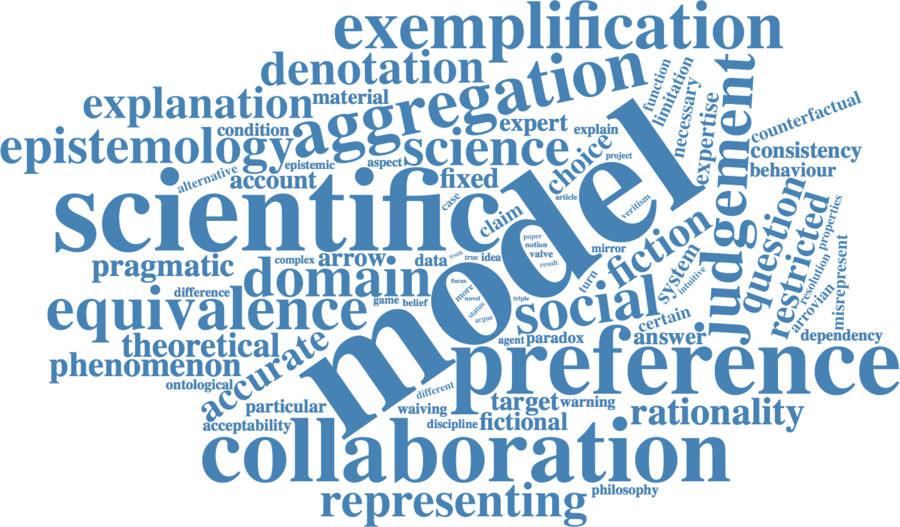 exemplification
denotation
aggregation
function
limitation
necessary
judgement
explanation
material
expertise
counterfactual
epistemology
condition
science
expert
explain
choice
project
consistency
behaviour
epistemic
aspect
alternative
account
fixed
article
scientific
case
claim
model
veritism
question
restricted
properties
paper
notion
valve
result
mirror
fiction
system
intuitive
resolution
arrovian
misrepresent
pragmatic
complex
arrow
data
truth
true
idea
domain
difference
focus
more
novel
status
argue
turn
equivalence
game
belief
triple
social
certain
theoretical
accurate
agent
paradox
answer
dependency
phenomenon
preference
ontological
different
particular
waiving
target
warning
rationality
acceptability
discipline
fictional
collaboration
representing
philosophy